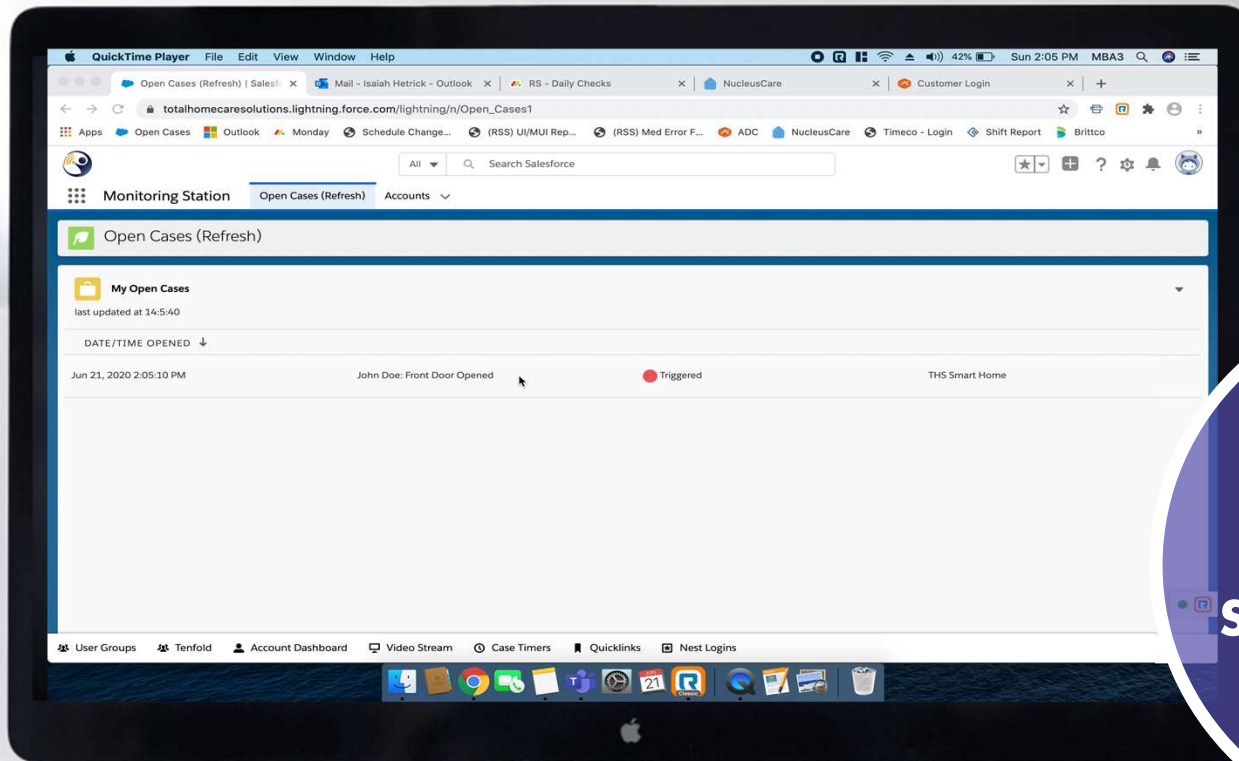 QuickTime Player File Edit View Window Help 42% Sun 2:05 PM MBA3
Open Cases (Refresh) | Salesf Mail - Isaiah Hetrick - Outlook RS - Daily Checks NucleusCare Customer Login
totalhomecaresolutions.lightning.force.com/lightning/n/Open_Cases1
Apps Open Cases Outlook Monday Schedule Change... (RSS) UI/MUI Rep... (RSS) Med Error F... ADC NucleusCare Timeco - Login Shift Report Brittco
All Search Salesforce
Monitoring Station Open Cases (Refresh) Accounts
Open Cases (Refresh)
My Open Cases
last updated at 14:5:40
DATE/TIME OPENED
Jun 21, 2020 2:05:10 PM John Doe: Front Door Opened Triggered THS Smart Home
S
User Groups Tenfold Account Dashboard Video Stream Case Timers Quicklinks Nest Logins
21
Classic